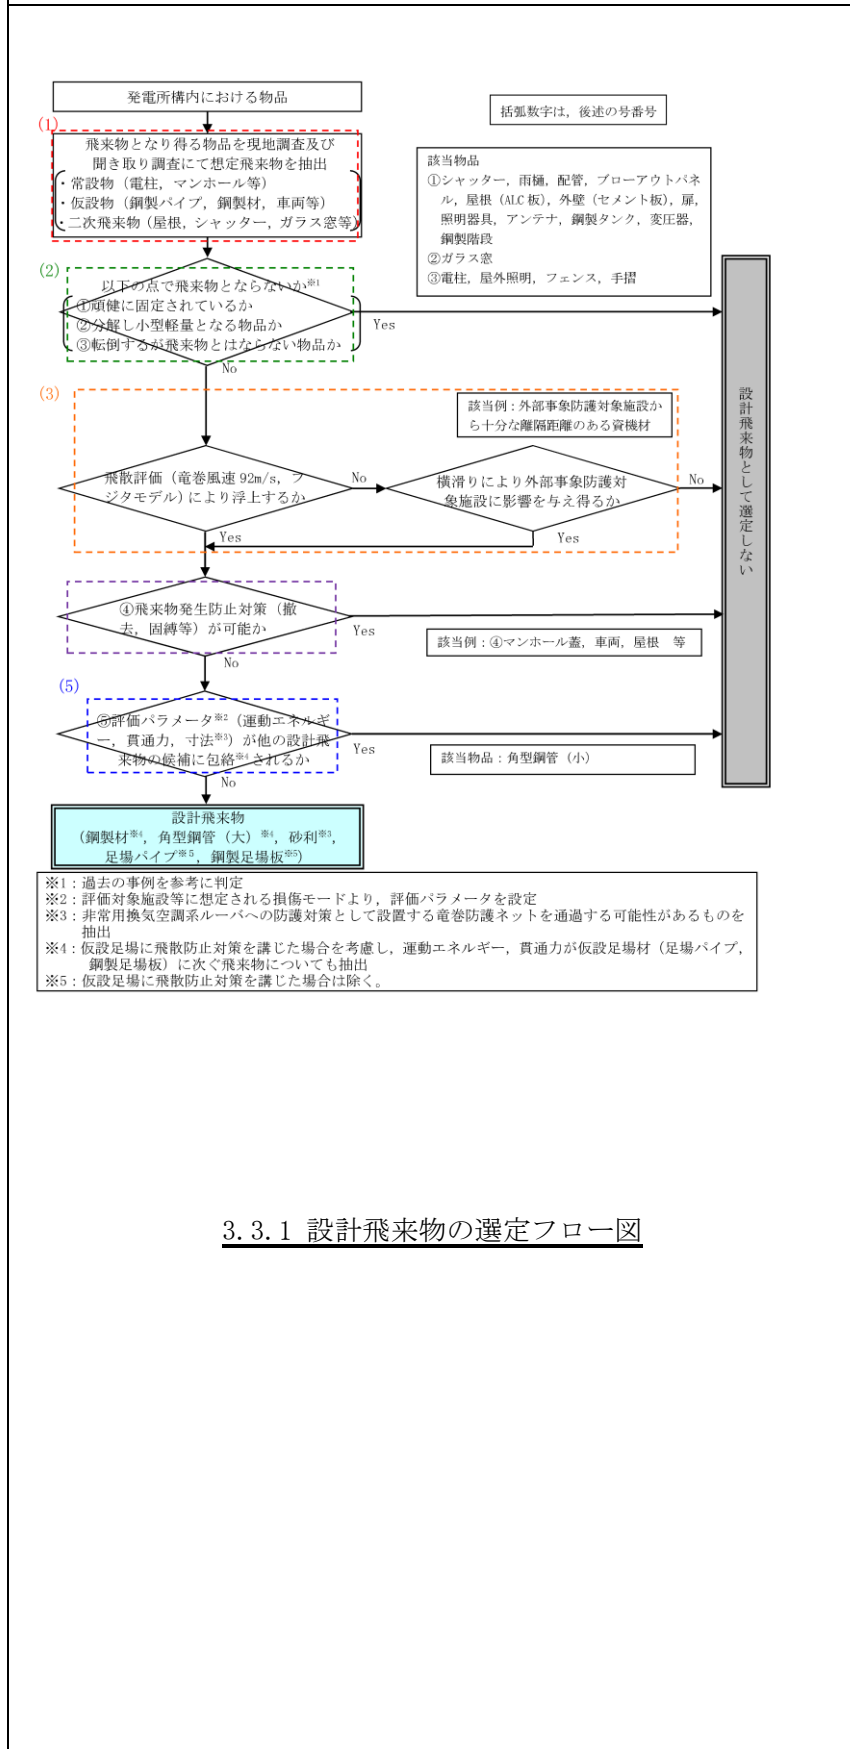 発電所構内における物品
括弧数字は，後述の号番号
(1)
飛来物となり得る物品を現地調査及び
聞き取り調査にて想定飛来物を抽出
・常設物（電柱，マンホール等）
・仮設物（鋼製パイプ，鋼製材，車両等）
・二次飛来物（屋根，シャッター，ガラス窓等）
該当物品
①シャッター，雨樋，配管，ブローアウトパネ
ル，屋根（ALC 板），外壁（セメント板），扉，
照明器具，アンテナ，鋼製タンク，変圧器，
鋼製階段
②ガラス窓
③電柱，屋外照明，フェンス，手摺
(2)
以下の点で飛来物とならないか※1
①頑健に固定されているか
②分解し小型軽量となる物品か
③転倒するが飛来物とはならない物品か
Yes
No
設計飛来物として選定しない
(3)
該当例：外部事象防護対象施設か
ら十分な離隔距離のある資機材
飛散評価（竜巻風速 92m/s，フ
ジタモデル）により浮上するか
No
横滑りにより外部事象防護対
象施設に影響を与え得るか
No
Yes
Yes
④飛来物発生防止対策（撤
去，固縛等）が可能か
Yes
該当例：④マンホール蓋，車両，屋根　等
No
(5)
⑤評価パラメータ※2（運動エネルギ
ー，貫通力，寸法※3）が他の設計飛
来物の候補に包絡※4されるか
Yes
該当物品：角型鋼管（小）
No
設計飛来物
（鋼製材※4，角型鋼管（大）※4，砂利※3，
足場パイプ※5，鋼製足場板※5）
※1：過去の事例を参考に判定
※2：評価対象施設等に想定される損傷モードより，評価パラメータを設定
※3：非常用換気空調系ルーバへの防護対策として設置する竜巻防護ネットを通過する可能性があるものを
抽出
※4：仮設足場に飛散防止対策を講じた場合を考慮し，運動エネルギー，貫通力が仮設足場材（足場パイプ，
鋼製足場板）に次ぐ飛来物についても抽出
※5：仮設足場に飛散防止対策を講じた場合は除く。
3.3.1 設計飛来物の選定フロー図